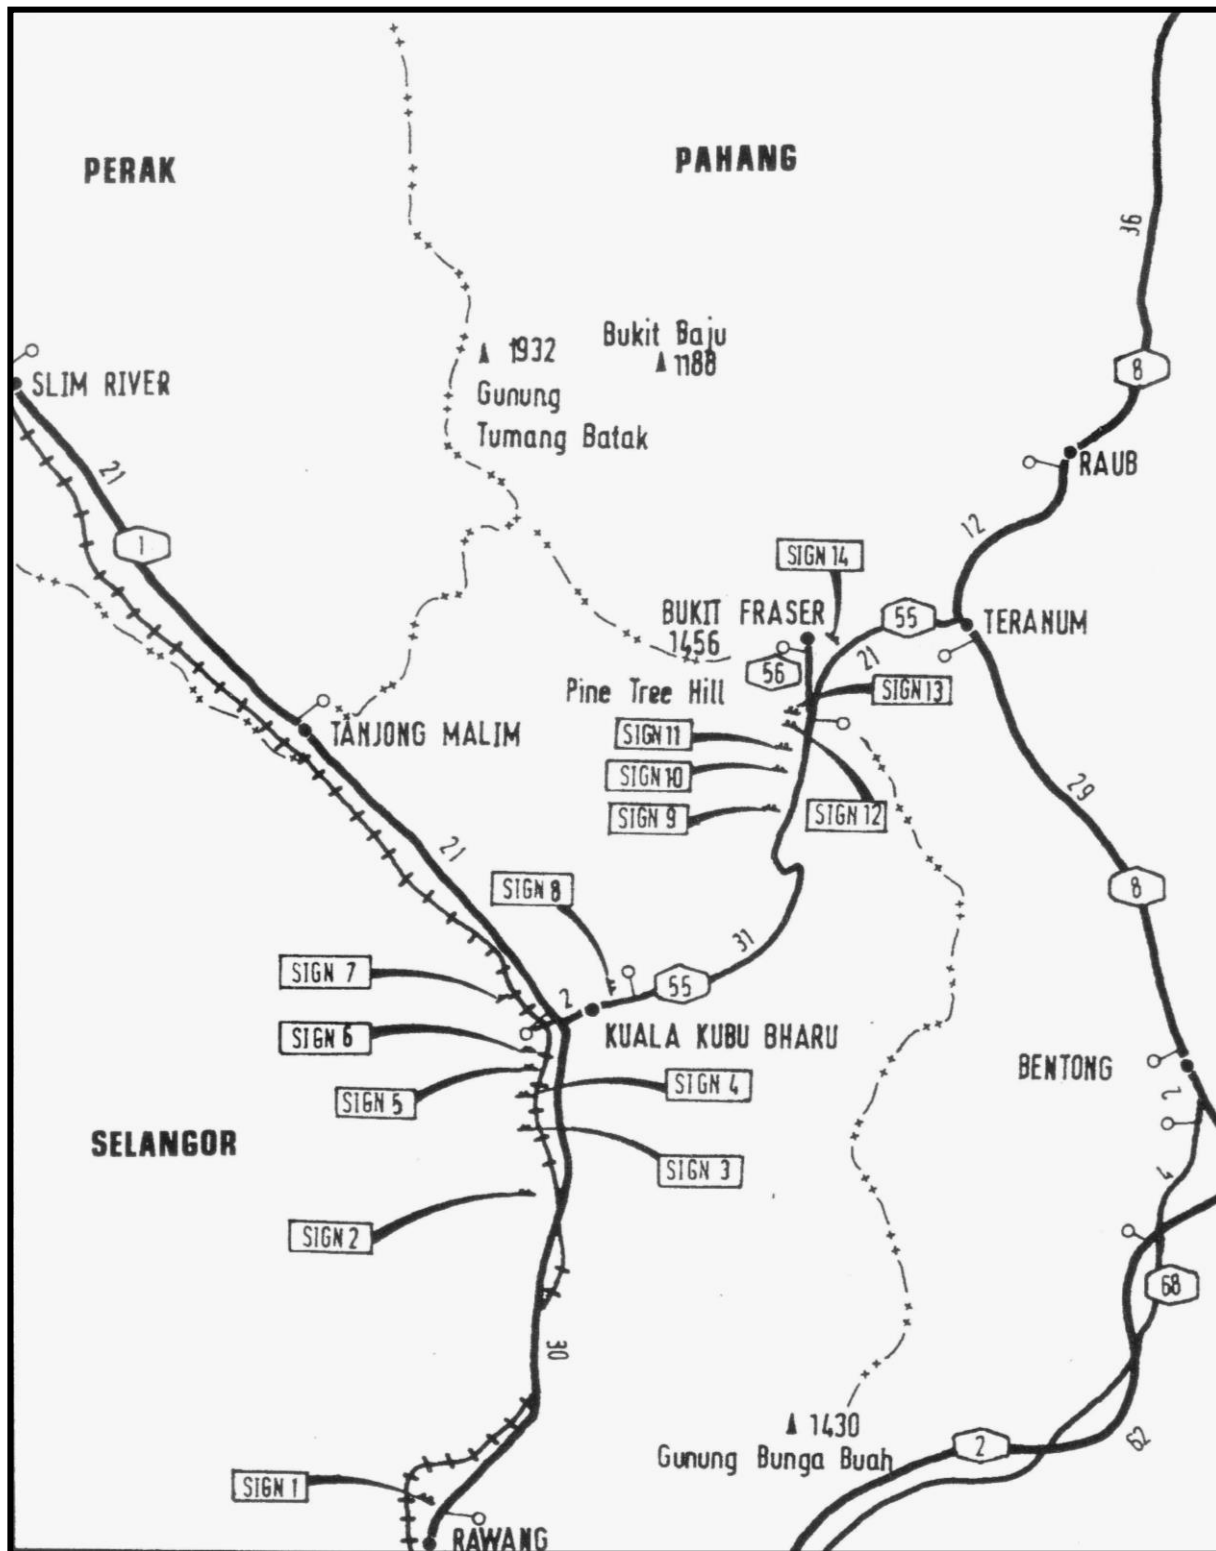 PERAK
PAHANG
36
1932
Gunung
Tumang Batak
Bukit Baju
1188
8
SLIM RIVER
RAUB
21
1
12
SIGN 14
BUKIT FRASER
1456
55
TERANUM
56
21
Pine Tree Hill
SIGN 13
TANJONG MALIM
SIGN 11
SIGN 10
SIGN 9
SIGN 12
29
21
SIGN 8
8
31
SIGN 7
55
2
KUALA KUBU BHARU
SIGN 6
BENTONG
SIGN 5
SIGN 4
2
SELANGOR
SIGN 3
SIGN 2
68
30
1430
Gunung Bunga Buah
2
62
SIGN 1
RAWANG